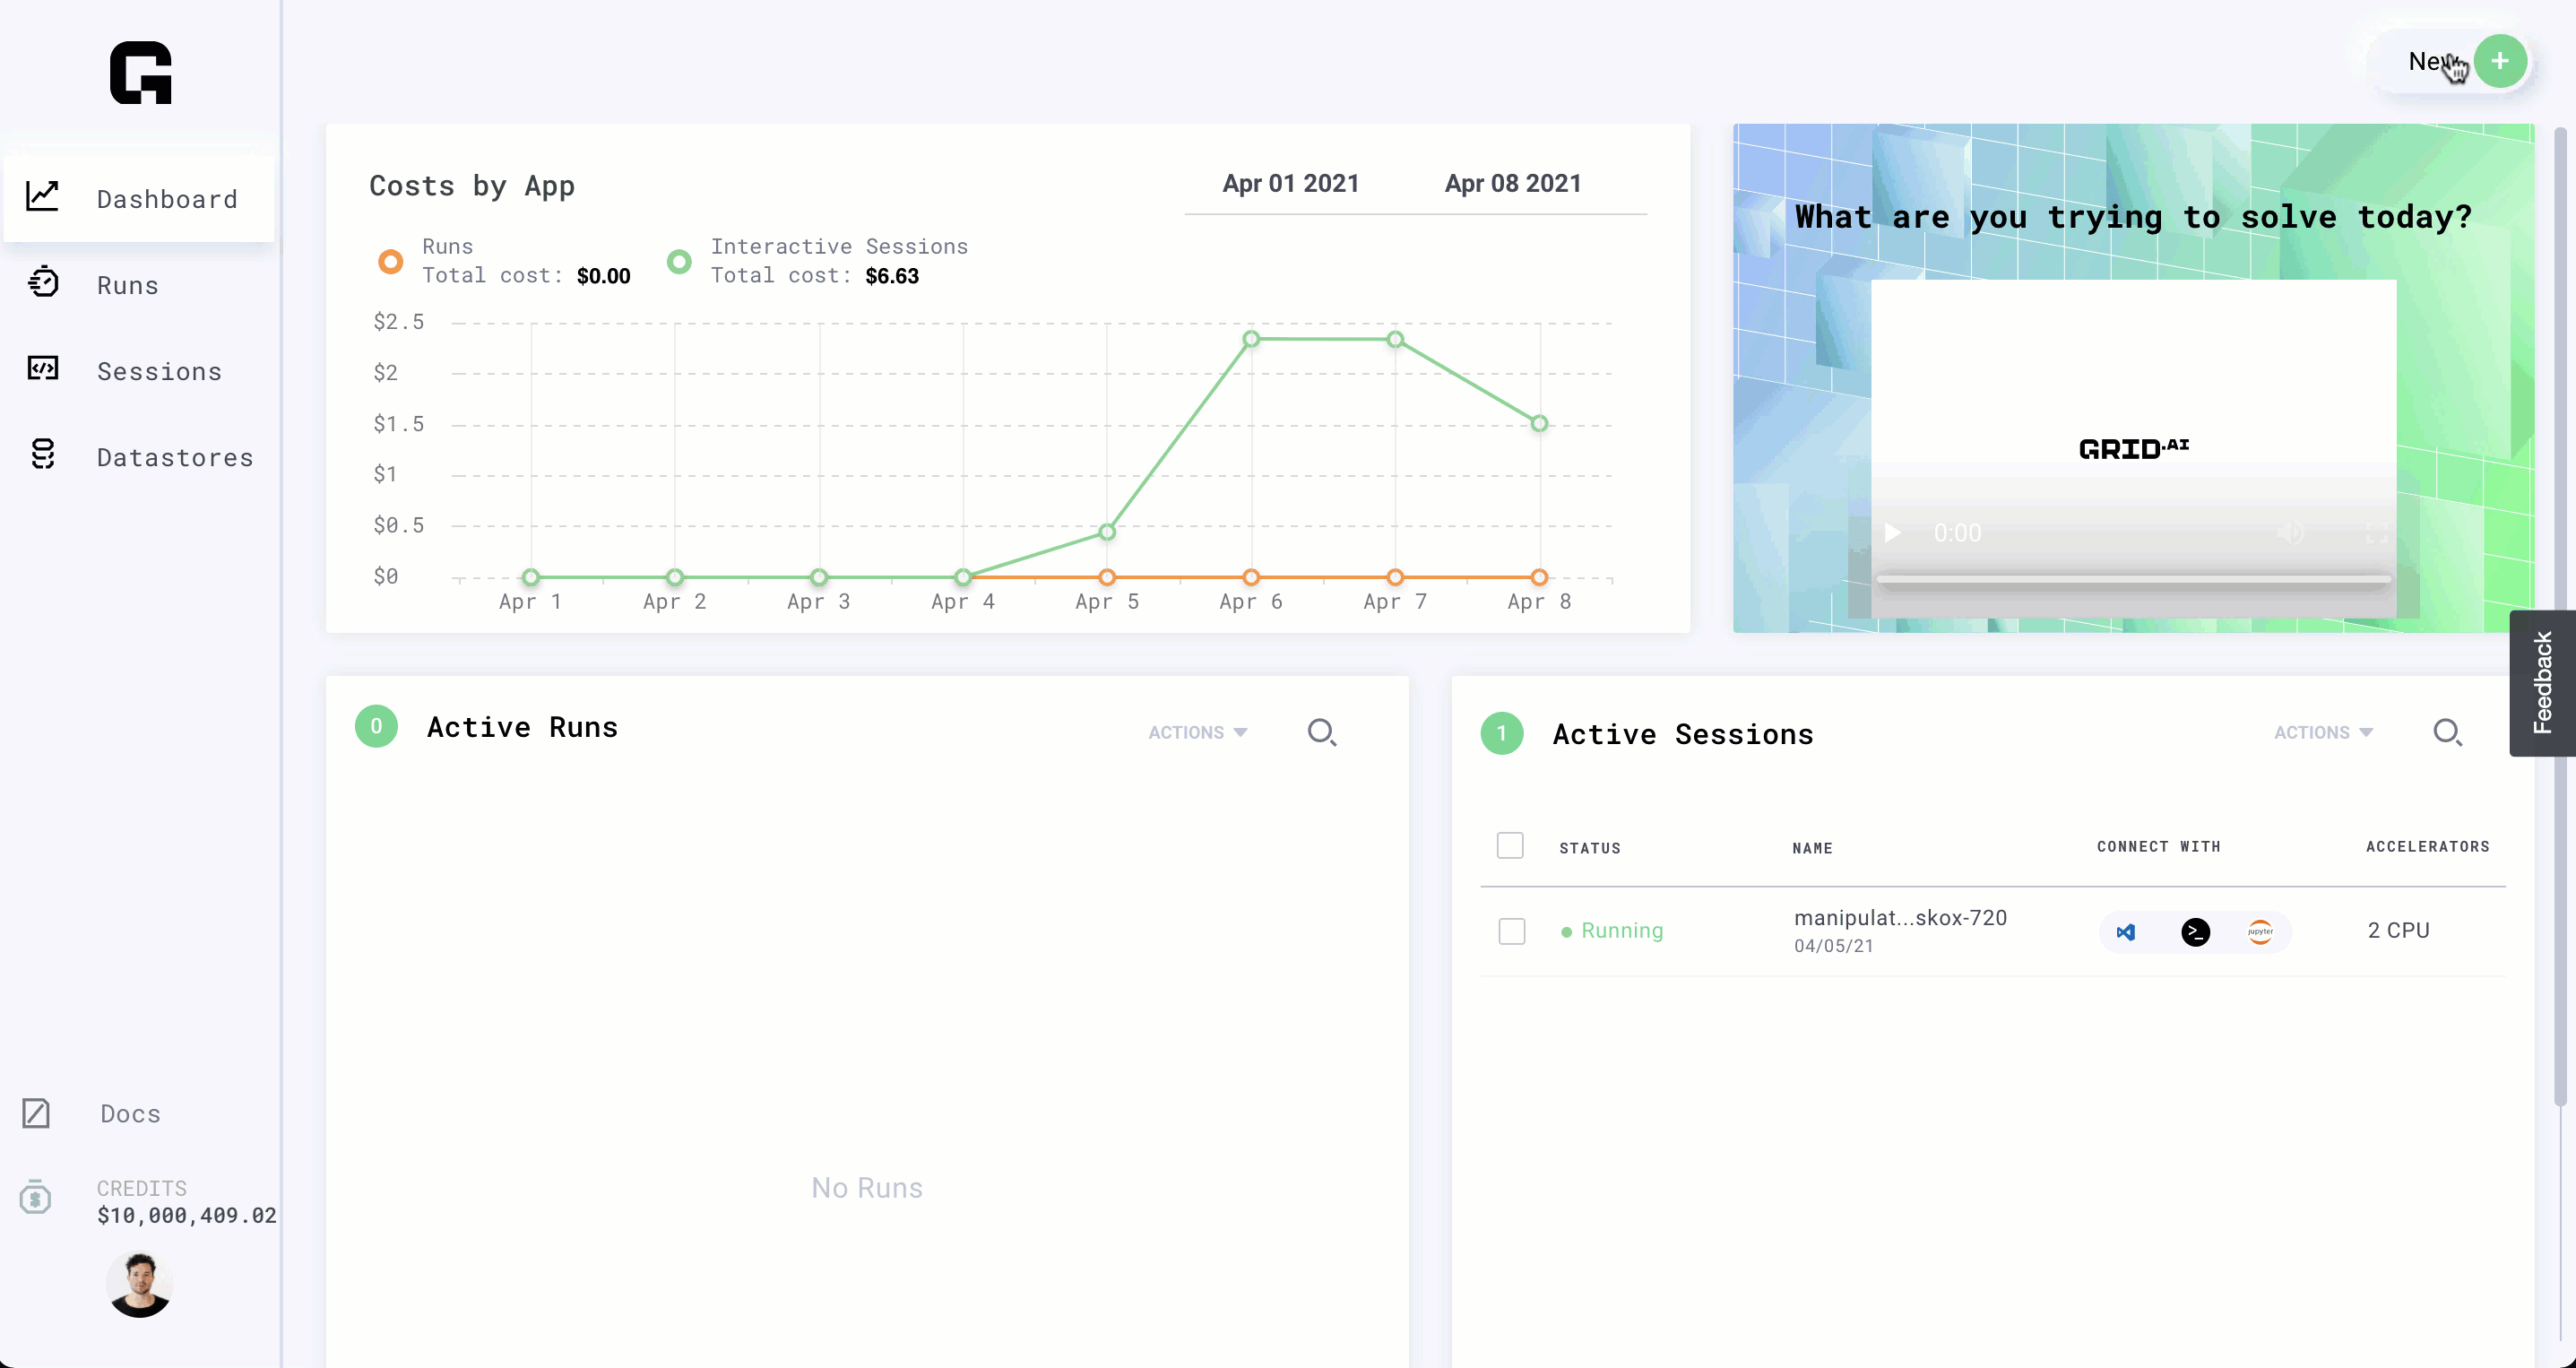 New +
Dashboard
Runs
Sessions
Datastores
Docs
CREDITS
$10,000,409.02
Costs by App
Apr 01 2021 Apr 08 2021
Runs
Total cost: $0.00
Interactive Sessions
Total cost: $6.63
$2.5
$2
$1.5
$1
$0.5
$0
Apr 1 Apr 2 Apr 3 Apr 4 Apr 5 Apr 6 Apr 7 Apr 8
What are you trying to solve today?
GRID.AI
0:00
Feedback
0 Active Runs
ACTIONS
No Runs
1 Active Sessions
ACTIONS
STATUS NAME CONNECT WITH ACCELERATORS
Running manipulat...skox-720 jupyter 2 CPU
04/05/21